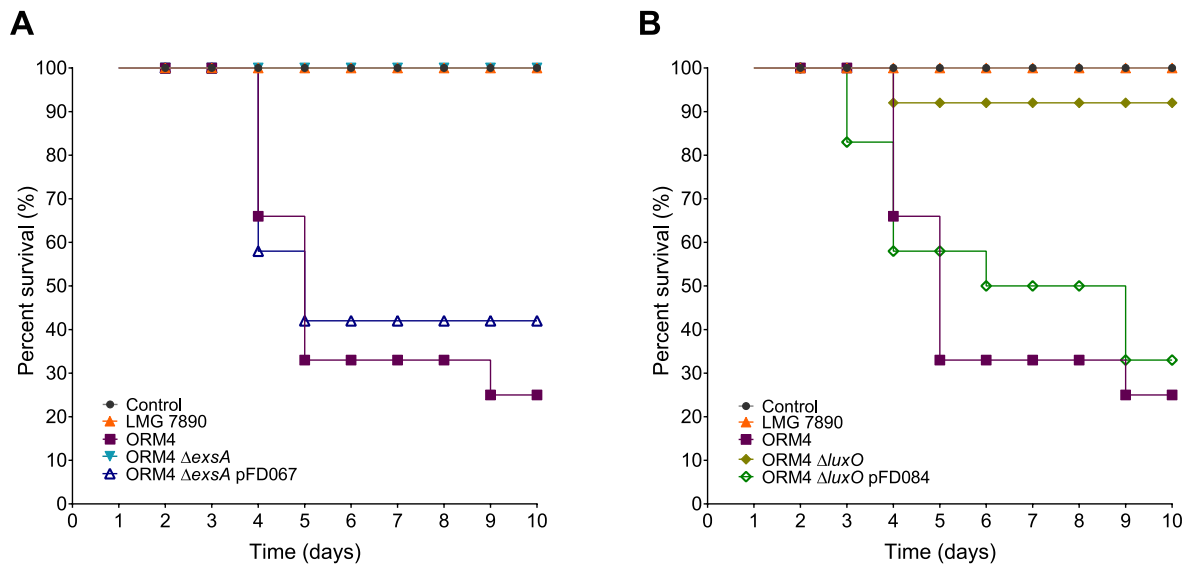 A
Percent survival (%)
100
90
80
70
60
50
40
30
20
10
0
Control
LMG 7890
ORM4
ORM4 ΔexsA
ORM4 ΔexsA pFD067
0 1 2 3 4 5 6 7 8 9 10
Time (days)
B
Percent survival (%)
100
90
80
70
60
50
40
30
20
10
0
Control
LMG 7890
ORM4
ORM4 ΔluxO
ORM4 ΔluxO pFD084
0 1 2 3 4 5 6 7 8 9 10
Time (days)